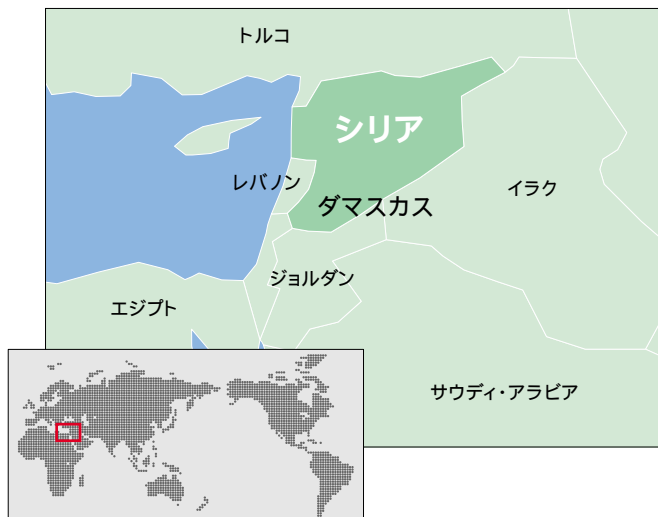 トルコ
シリア
レバノン
ダマスカス
イラク
ジョルダン
エジプト
サウディ・アラビア